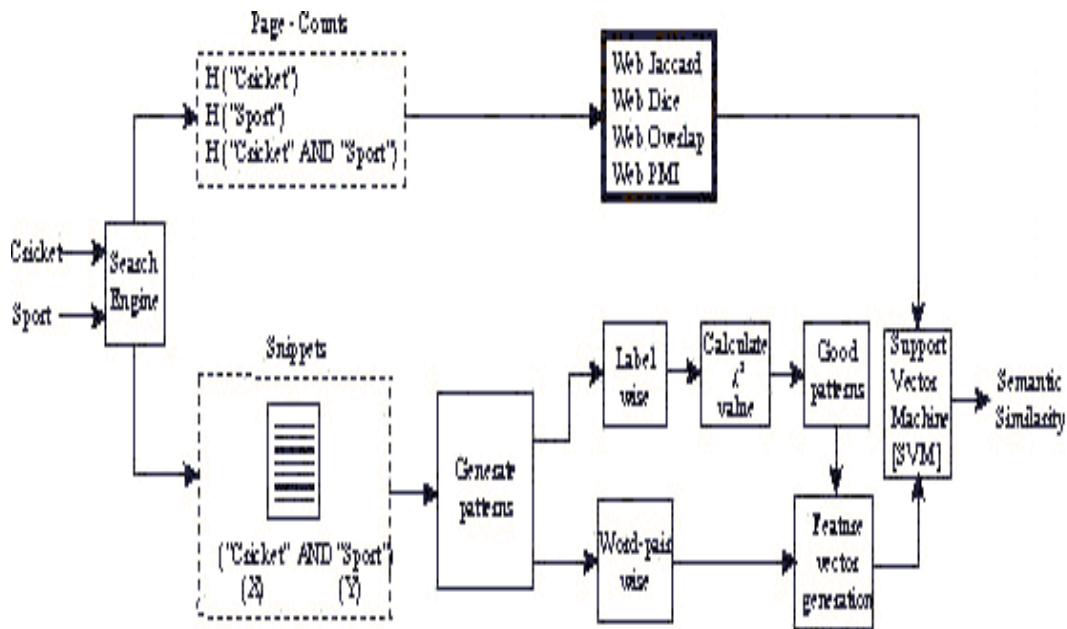 Page - Counts
H ("Cricket")
H ("Sport")
H ("Cricket" AND "Sport")
Web Jaccard
Web Dice
Web Overlap
Web PMI
Cricket
Sport
Search
Engine
Snippets
("Cricket" AND "Sport")
(X) (Y)
Generate
patterns
Label
wise
Calculate
value
Good
patterns
Word-pair
wise
Feature
vector
generation
Support
Vector
Machine
[SVM]
Semantic
Similarity